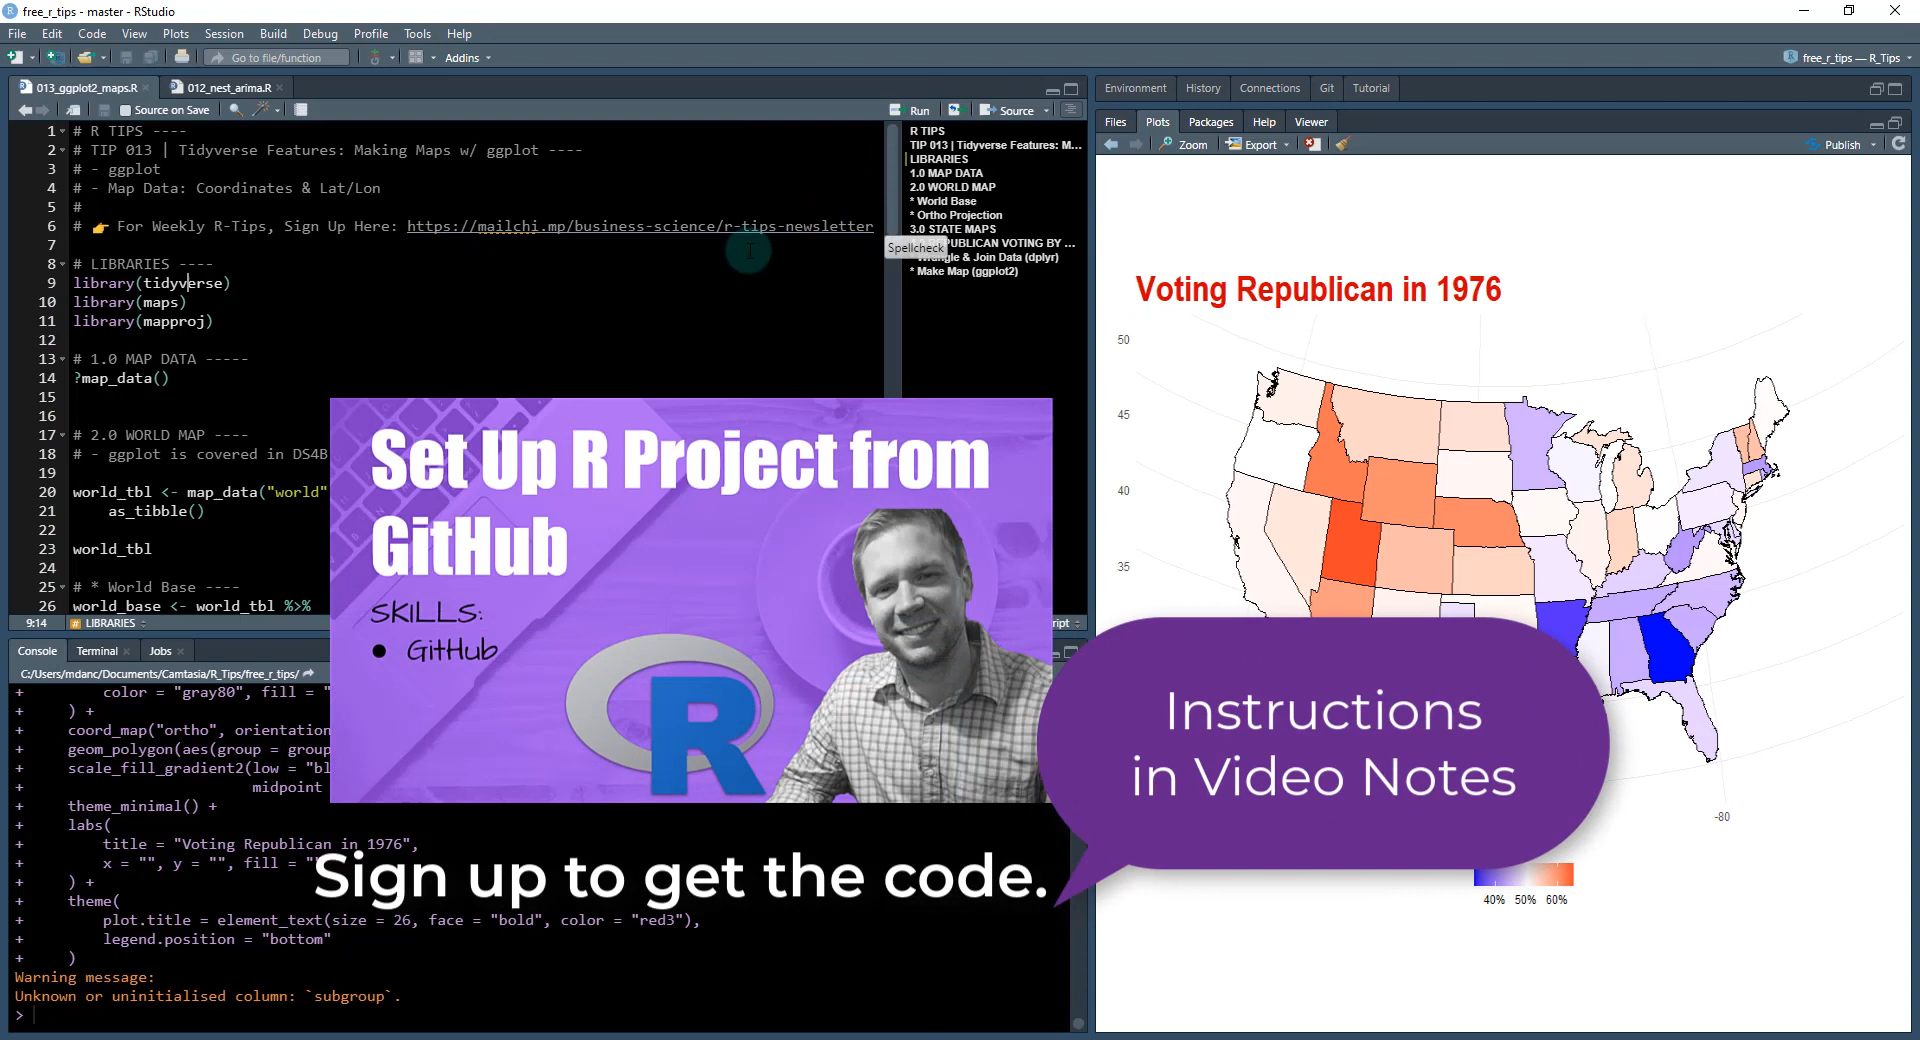 free_r_tips - master - RStudio
File Edit Code View Plots Session Build Debug Profile Tools Help
Go to file/function Addins free_r_tips — R_Tips
013_ggplot2_maps.R 012_nest_arima.R
Source on Save Run Source
1 # R TIPS ----
2 # TIP 013 | Tidyverse Features: Making Maps w/ ggplot ----
3 # - ggplot
4 # - Map Data: Coordinates & Lat/Lon
5 #
6 # 👉 For Weekly R-Tips, Sign Up Here: https://mailchi.mp/business-science/r-tips-newsletter
7
8 # LIBRARIES ----
9 library(tidyverse)
10 library(maps)
11 library(mapproj)
12
13 # 1.0 MAP DATA -----
14 ?map_data()
15
16
17 # 2.0 WORLD MAP ----
18 # - ggplot is covered in DS4B
19
20 world_tbl <- map_data("world"
21 as_tibble()
22
23 world_tbl
24
25 # * World Base ----
26 world_base <- world_tbl %>%
9:14 # LIBRARIES
R TIPS
TIP 013 | Tidyverse Features: M...
LIBRARIES
1.0 MAP DATA
2.0 WORLD MAP
* World Base
* Ortho Projection
3.0 STATE MAPS
REPUBLICAN VOTING BY ...
Spellcheck
Wrangle & Join Data (dplyr)
* Make Map (ggplot2)
Console Terminal Jobs
C:/Users/mdanc/Documents/Camtasia/R_Tips/free_r_tips/
+ color = "gray80", fill = "
+ ) +
+ coord_map("ortho", orientation
+ geom_polygon(aes(group = group
+ scale_fill_gradient2(low = "bl
+ midpoint
+ theme_minimal() +
+ labs(
+ title = "Voting Republican in 1976",
+ x = "", y = "", fill = "
+ ) +
+ theme(
+ plot.title = element_text(size = 26, face = "bold", color = "red3"),
+ legend.position = "bottom"
+ )
Warning message:
Unknown or uninitialised column: `subgroup`.
>
Set Up R Project from
GitHub
SKILLS:
● GitHub
R
Sign up to get the code.
Instructions
in Video Notes
Environment History Connections Git Tutorial
Files Plots Packages Help Viewer
Zoom Export Publish
Voting Republican in 1976
50
45
40
35
-80
40% 50% 60%